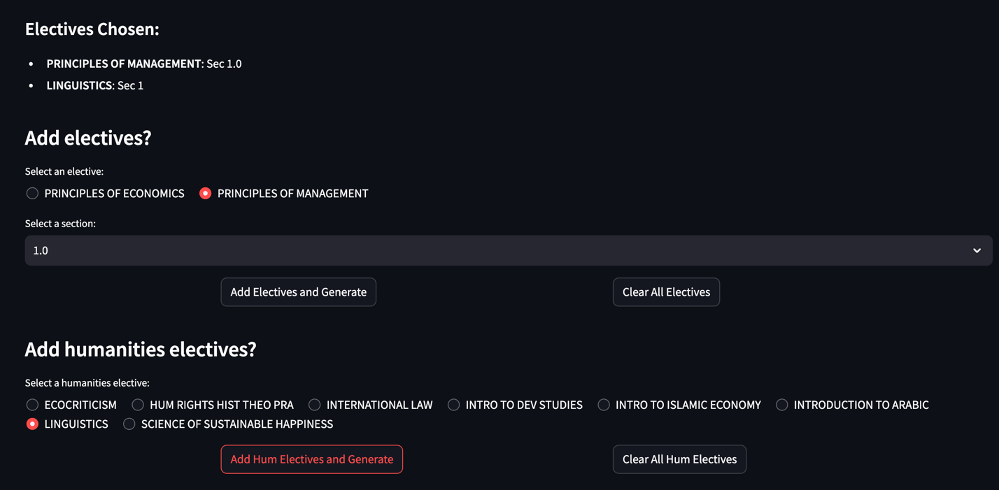 Electives Chosen:
• PRINCIPLES OF MANAGEMENT: Sec 1.0
• LINGUISTICS: Sec 1
Add electives?
Select an elective:
PRINCIPLES OF ECONOMICS PRINCIPLES OF MANAGEMENT
Select a section:
1.0
Add Electives and Generate Clear All Electives
Add humanities electives?
Select a humanities elective:
ECOCRITICISM HUM RIGHTS HIST THEO PRA INTERNATIONAL LAW INTRO TO DEV STUDIES INTRO TO ISLAMIC ECONOMY INTRODUCTION TO ARABIC
LINGUISTICS SCIENCE OF SUSTAINABLE HAPPINESS
Add Hum Electives and Generate Clear All Hum Electives